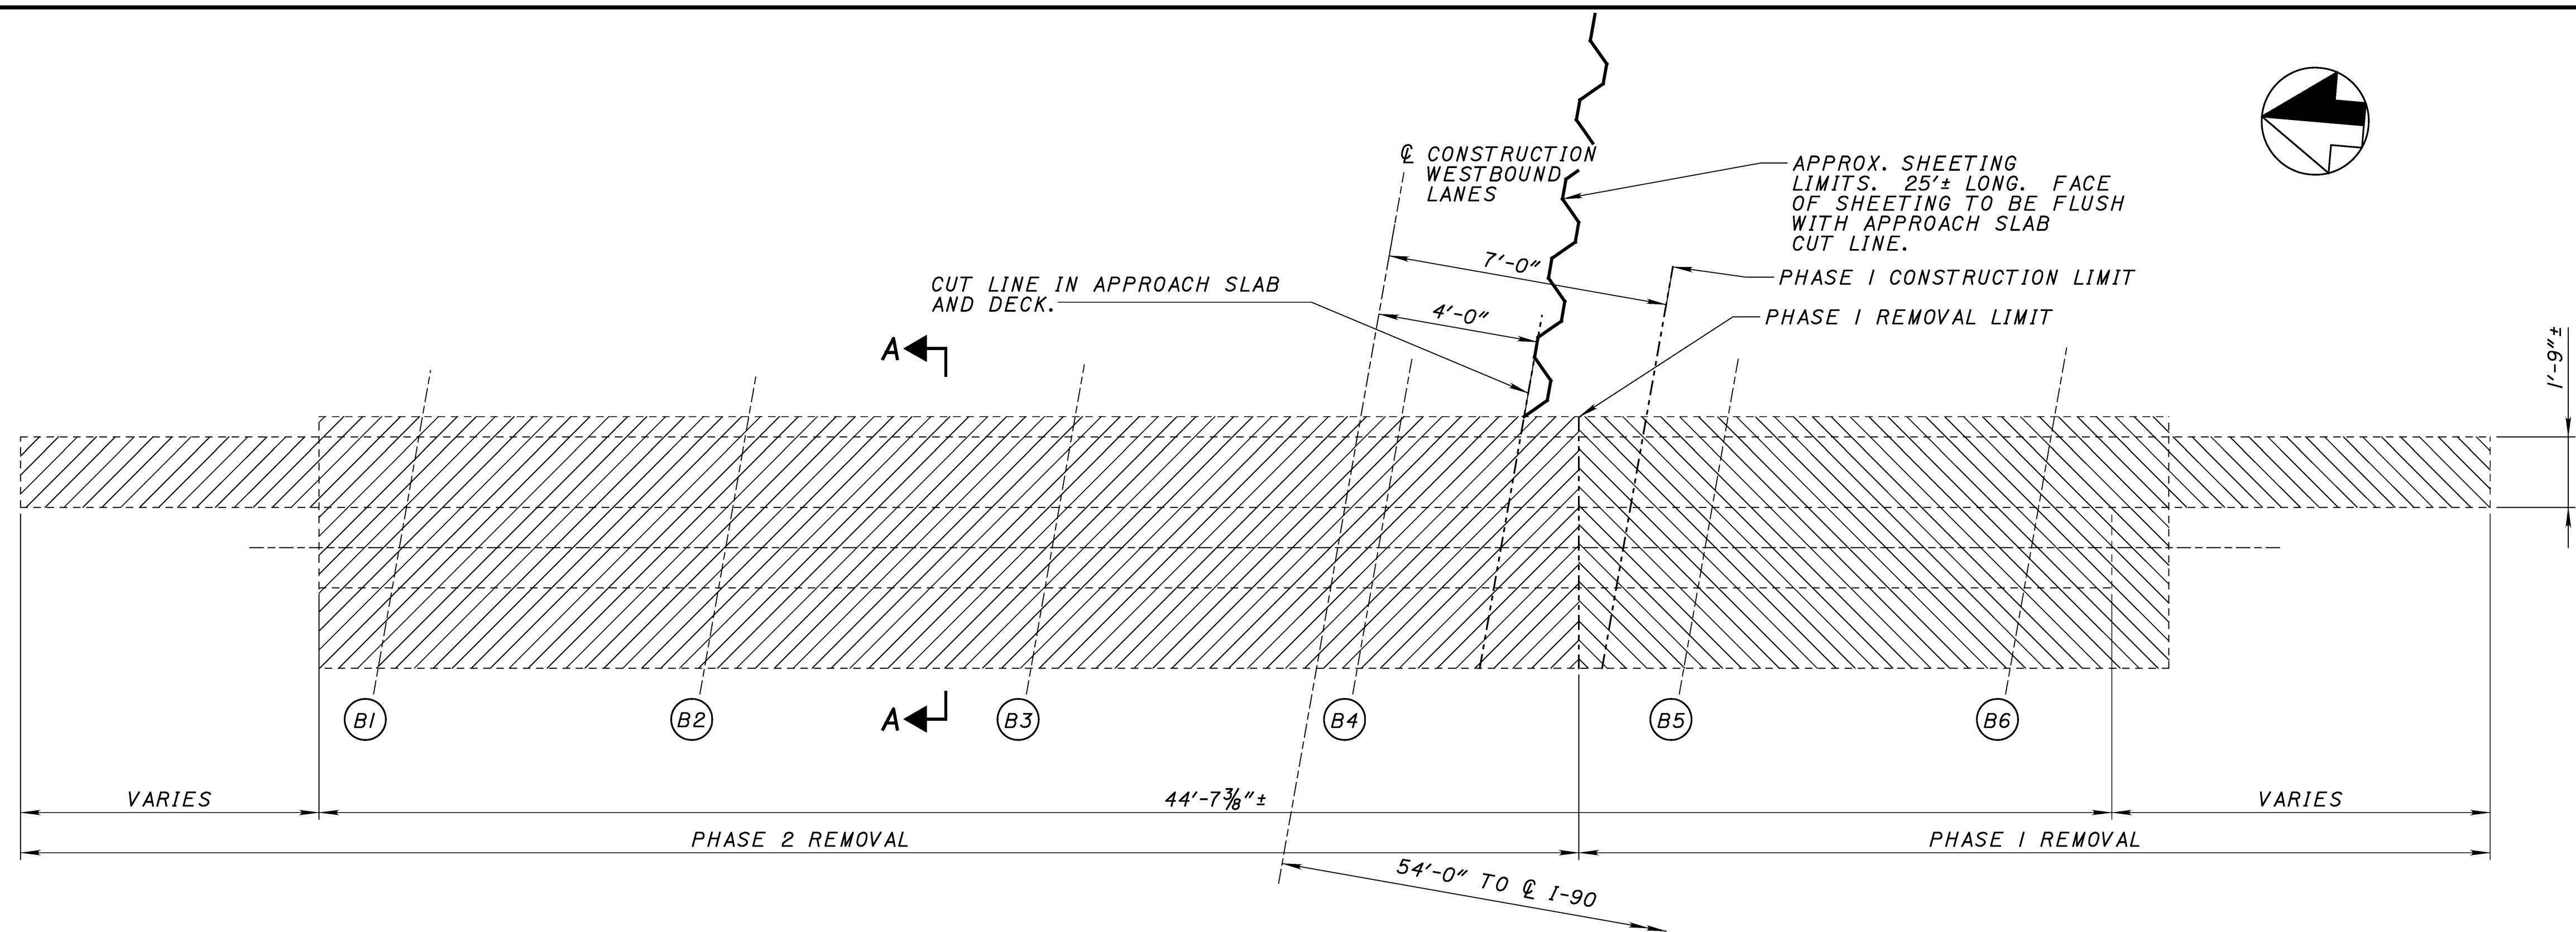 ℄ CONSTRUCTION
WESTBOUND
LANES
APPROX. SHEETING
LIMITS. 25'± LONG. FACE
OF SHEETING TO BE FLUSH
WITH APPROACH SLAB
CUT LINE.
7'-0"
PHASE 1 CONSTRUCTION LIMIT
CUT LINE IN APPROACH SLAB
AND DECK.
4'-0"
PHASE 1 REMOVAL LIMIT
A
1'-9"±
B1
B2
A
B3
B4
B5
B6
VARIES
44'-7⅜"±
VARIES
PHASE 2 REMOVAL
PHASE 1 REMOVAL
54'-0" TO ℄ I-90